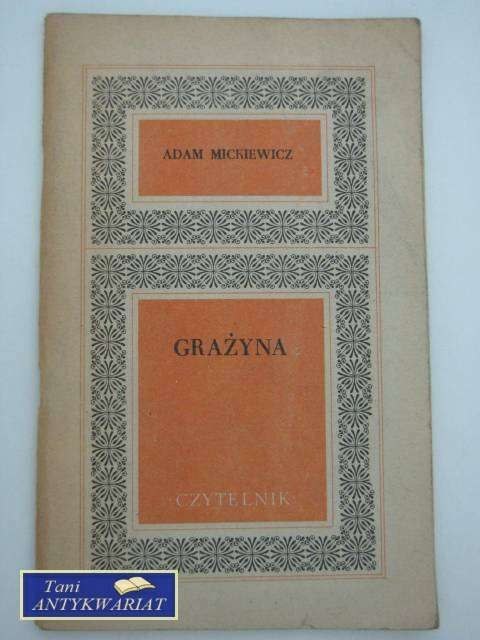 ADAM MICKIEWICZ
GRAŻYNA
CZYTELNIK
Tani
ANTYKWARIAT